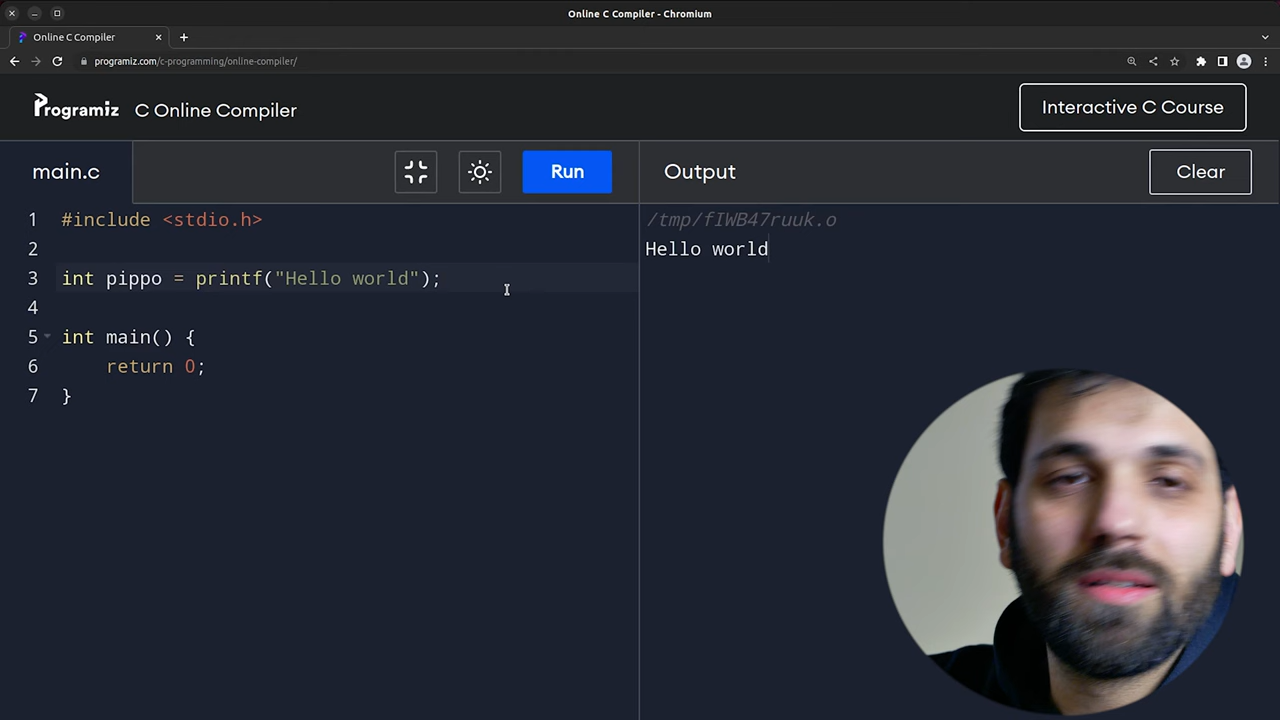 Online C Compiler - Chromium
Online C Compiler
programiz.com/c-programming/online-compiler/
Programiz C Online Compiler
Interactive C Course
main.c
Run
Output
Clear
1 #include <stdio.h>
2
3 int pippo = printf("Hello world");
4
5 int main() {
6 return 0;
7 }
/tmp/fIWB47ruuk.o
Hello world